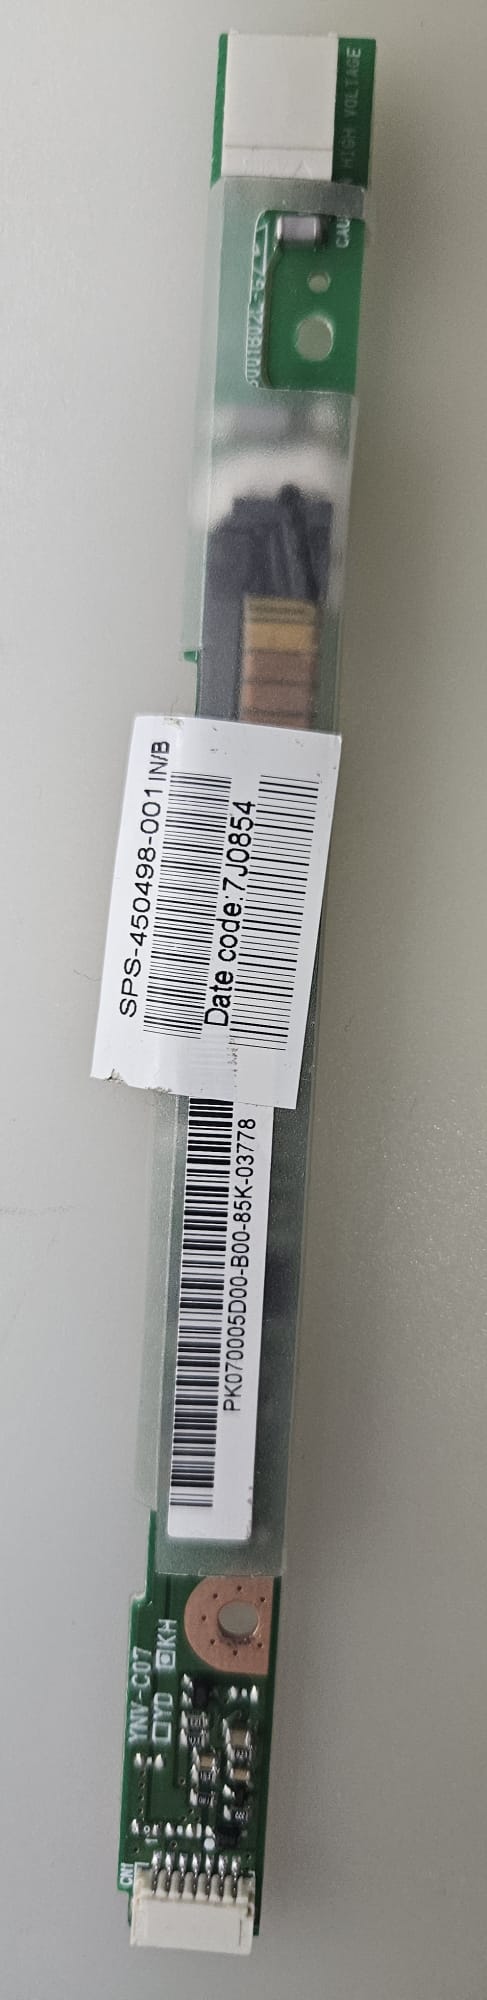 CAUTION HIGH VOLTAGE
SPS-450498-001 IN/B
Date code:7J0854
PK070005D00-B00-85K-03778
YNV-C07
YD
KH
1
CN1